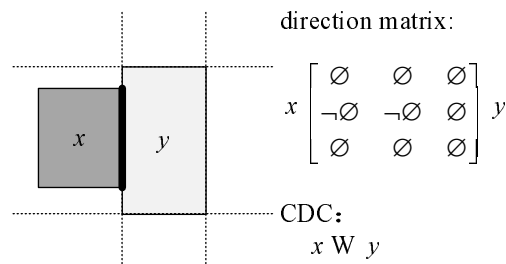 direction matrix:
x y
∅ ∅ ∅
x ¬∅ ¬∅ ∅ y
∅ ∅ ∅
CDC：
x W y